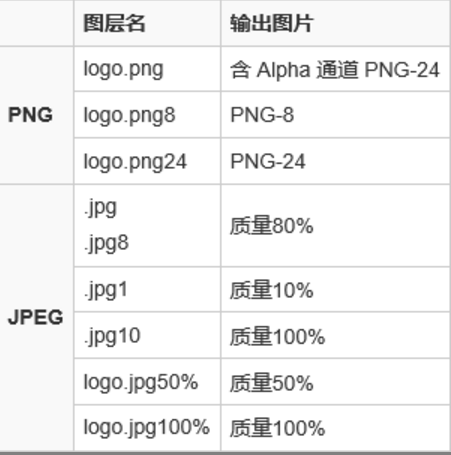 图层名 输出图片
PNG
logo.png 含 Alpha 通道 PNG-24
logo.png8 PNG-8
logo.png24 PNG-24
JPEG
.jpg
.jpg8
质量80%
.jpg1 质量10%
.jpg10 质量100%
logo.jpg50% 质量50%
logo.jpg100% 质量100%